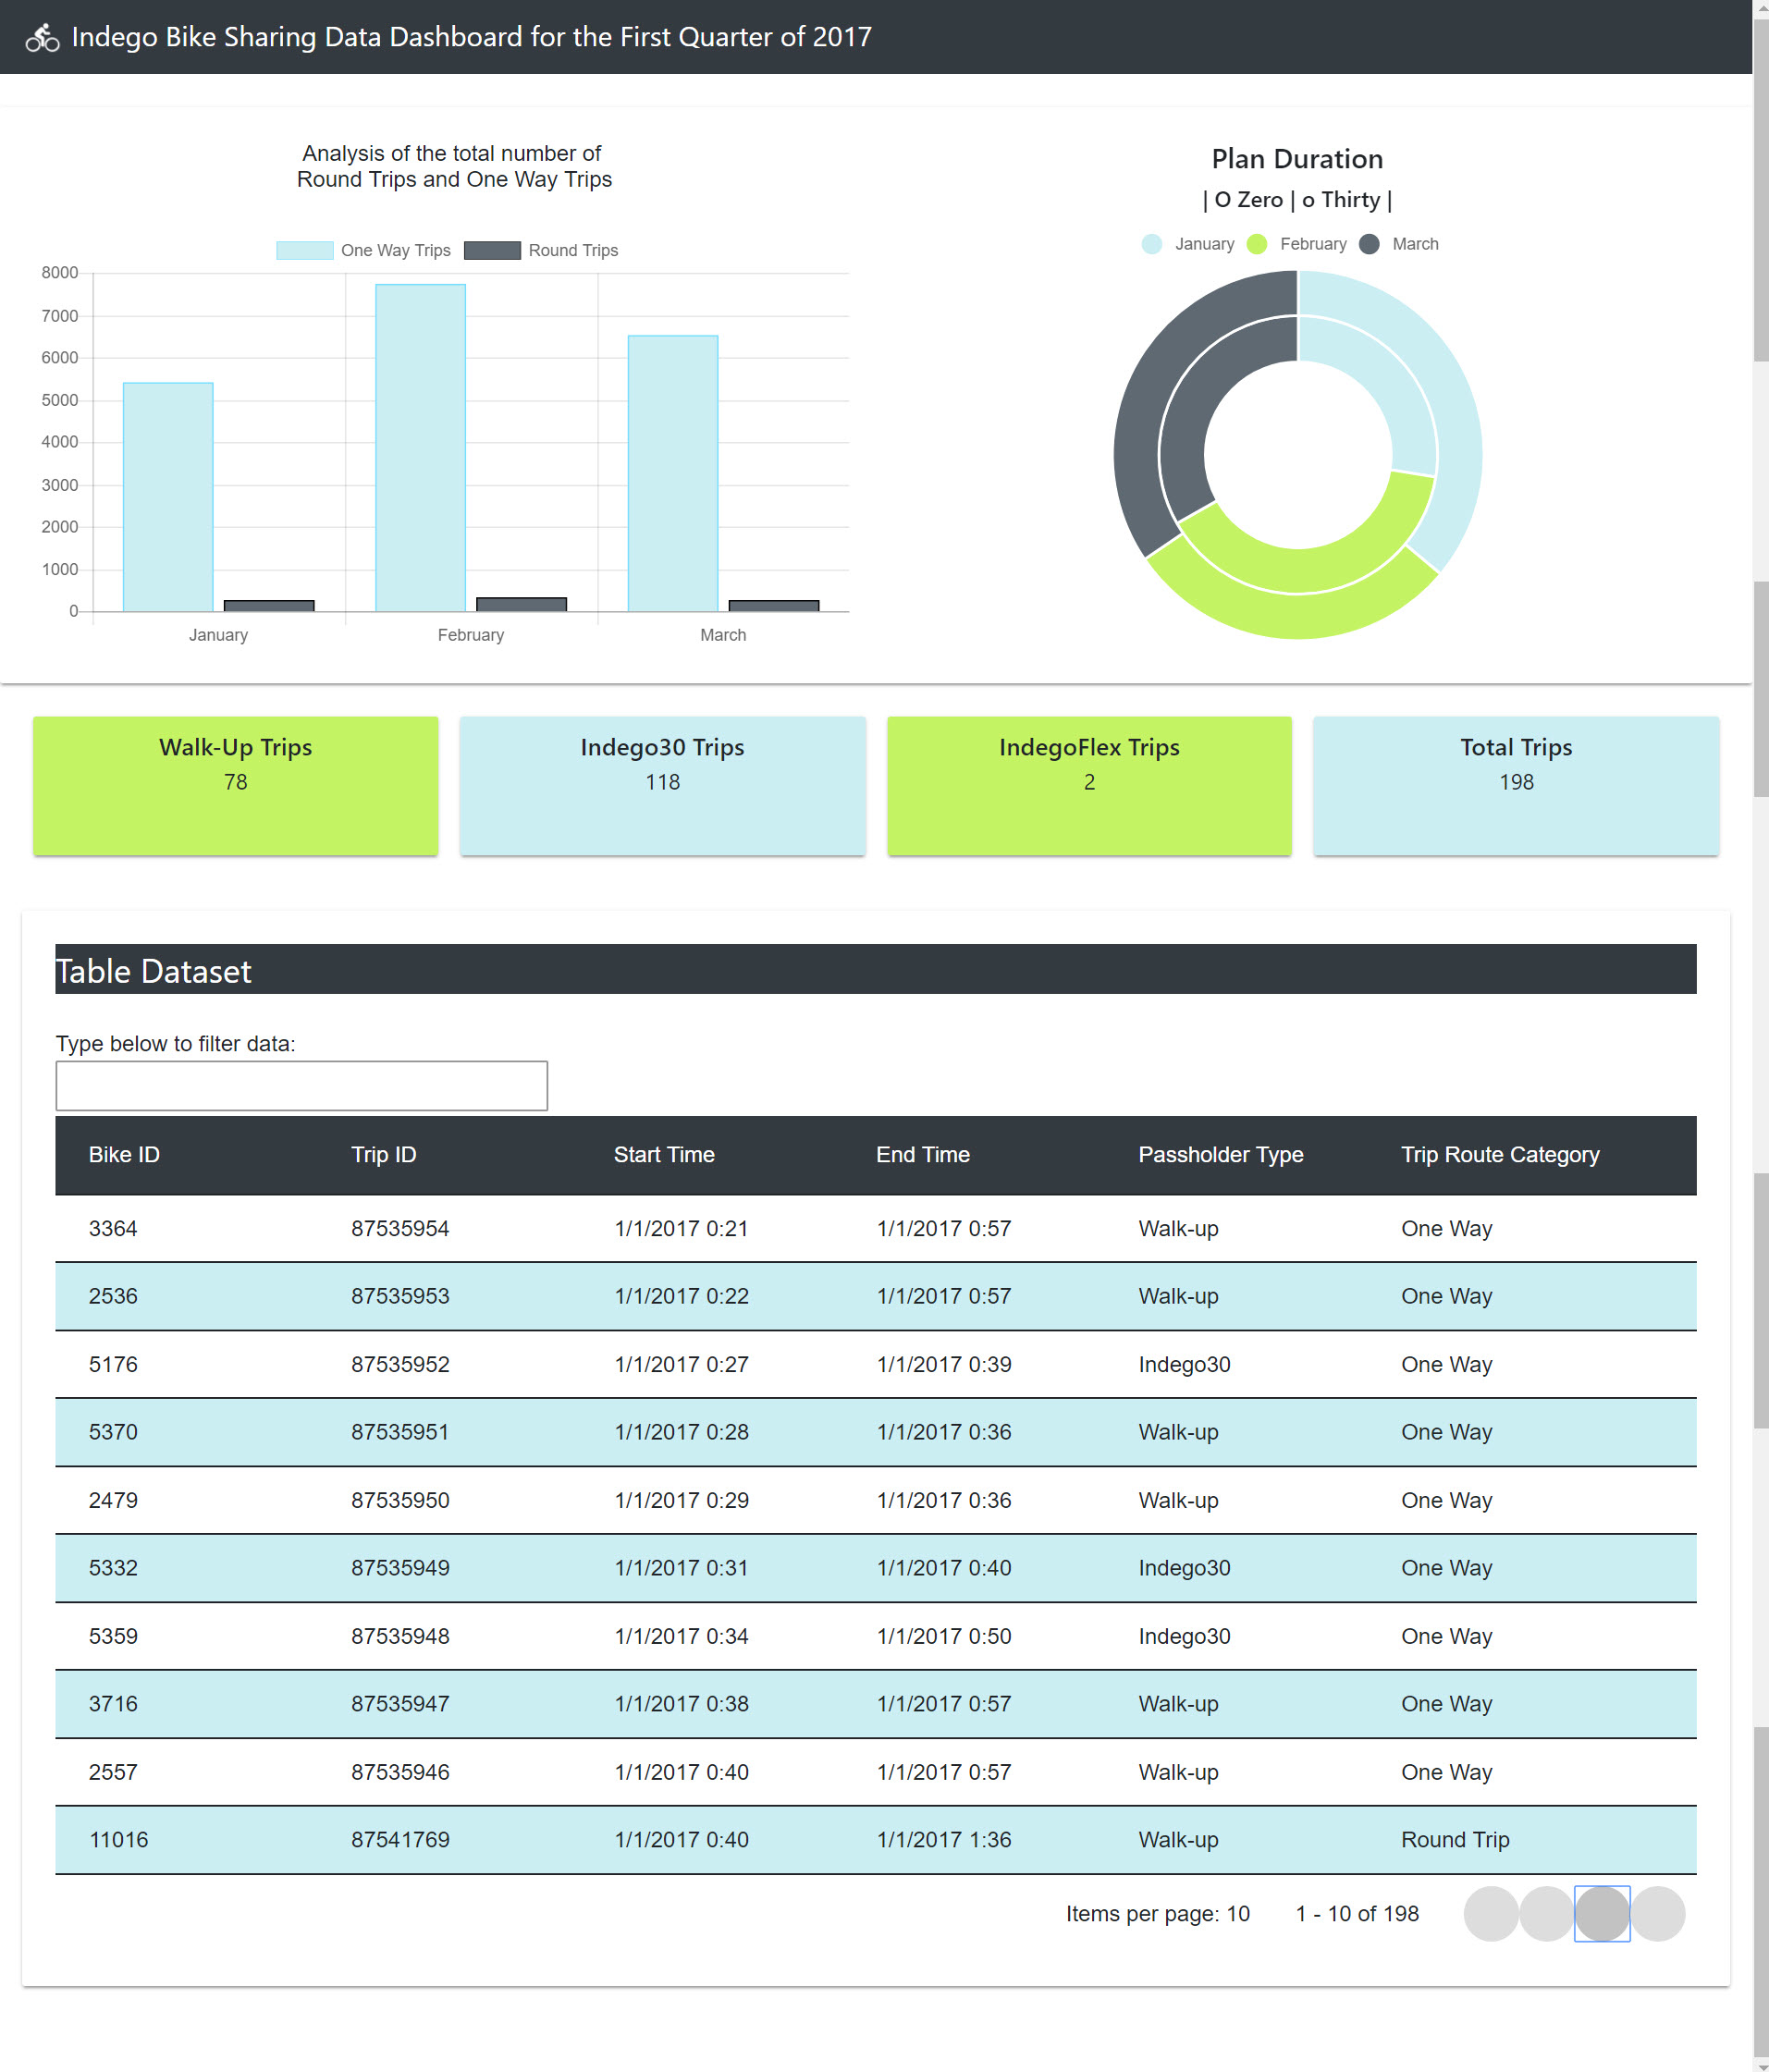 Indego Bike Sharing Data Dashboard for the First Quarter of 2017
Analysis of the total number of
Round Trips and One Way Trips
One Way Trips Round Trips
8000
7000
6000
5000
4000
3000
2000
1000
0
January February March
Plan Duration
| O Zero | o Thirty |
January February March
Walk-Up Trips
78
Indego30 Trips
118
IndegoFlex Trips
2
Total Trips
198
Table Dataset
Type below to filter data:
Bike ID Trip ID Start Time End Time Passholder Type Trip Route Category
3364 87535954 1/1/2017 0:21 1/1/2017 0:57 Walk-up One Way
2536 87535953 1/1/2017 0:22 1/1/2017 0:57 Walk-up One Way
5176 87535952 1/1/2017 0:27 1/1/2017 0:39 Indego30 One Way
5370 87535951 1/1/2017 0:28 1/1/2017 0:36 Walk-up One Way
2479 87535950 1/1/2017 0:29 1/1/2017 0:36 Walk-up One Way
5332 87535949 1/1/2017 0:31 1/1/2017 0:40 Indego30 One Way
5359 87535948 1/1/2017 0:34 1/1/2017 0:50 Indego30 One Way
3716 87535947 1/1/2017 0:38 1/1/2017 0:57 Walk-up One Way
2557 87535946 1/1/2017 0:40 1/1/2017 0:57 Walk-up One Way
11016 87541769 1/1/2017 0:40 1/1/2017 1:36 Walk-up Round Trip
Items per page: 10 1 - 10 of 198